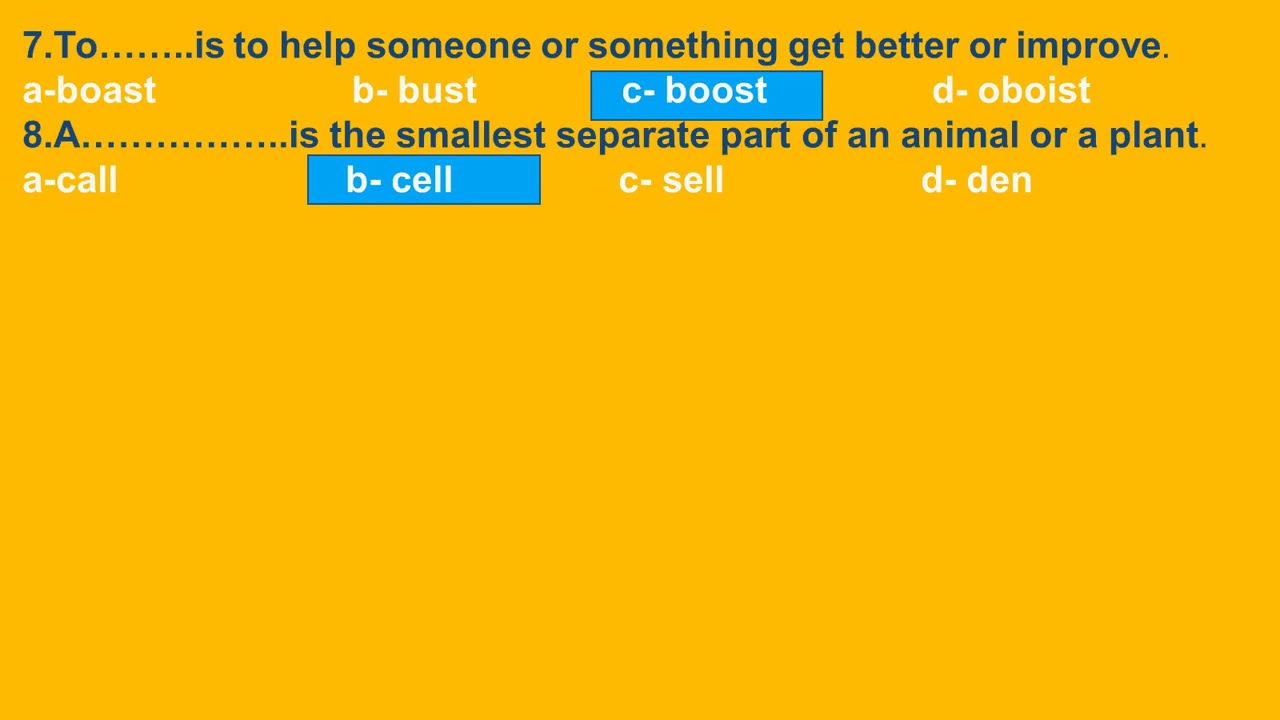 7.To……..is to help someone or something get better or improve.
a-boast b- bust c- boost d- oboist
8.A……………..is the smallest separate part of an animal or a plant.
a-call b- cell c- sell d- den